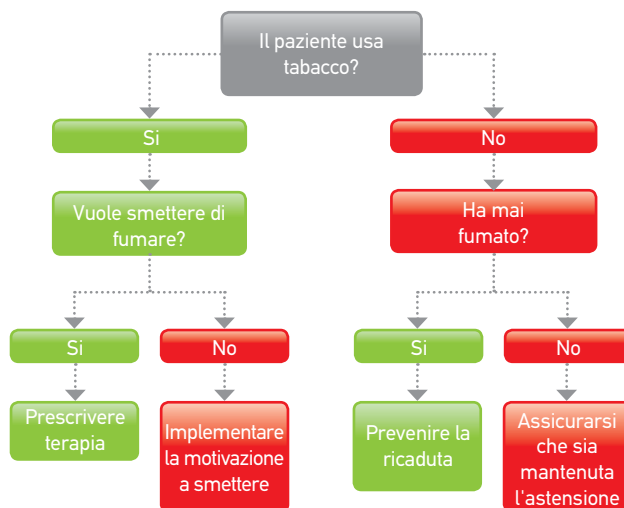 Il paziente usa
tabacco?
Si
No
Vuole smettere di
fumare?
Ha mai
fumato?
Si
No
Si
No
Prescrivere
terapia
Implementare
la motivazione
a smettere
Prevenire la
ricaduta
Assicurarsi
che sia
mantenuta
l'astensione